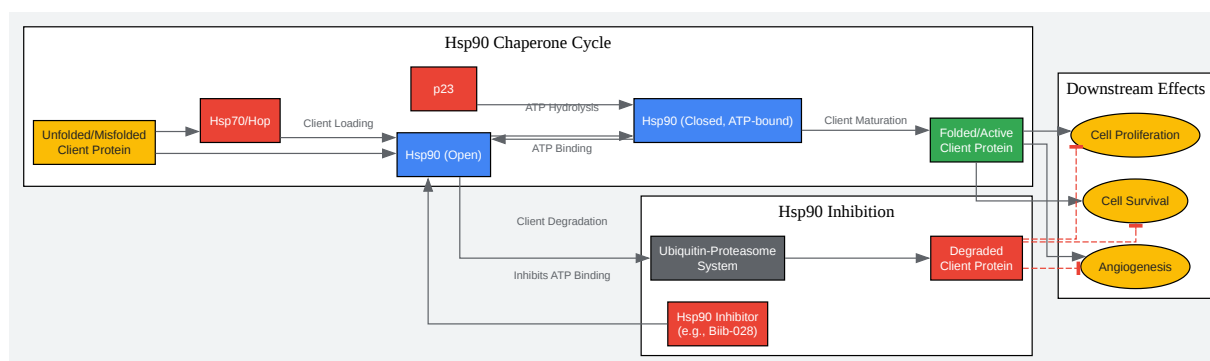 Hsp90 Chaperone Cycle
p23
ATP Hydrolysis
Hsp70/Hop
Client Loading
Unfolded/Misfolded
Client Protein
Hsp90 (Open)
ATP Binding
Hsp90 (Closed, ATP-bound)
Client Maturation
Folded/Active
Client Protein
Downstream Effects
Cell Proliferation
Cell Survival
Angiogenesis
Hsp90 Inhibition
Client Degradation
Inhibits ATP Binding
Ubiquitin-Proteasome
System
Degraded
Client Protein
Hsp90 Inhibitor
(e.g., Biib-028)